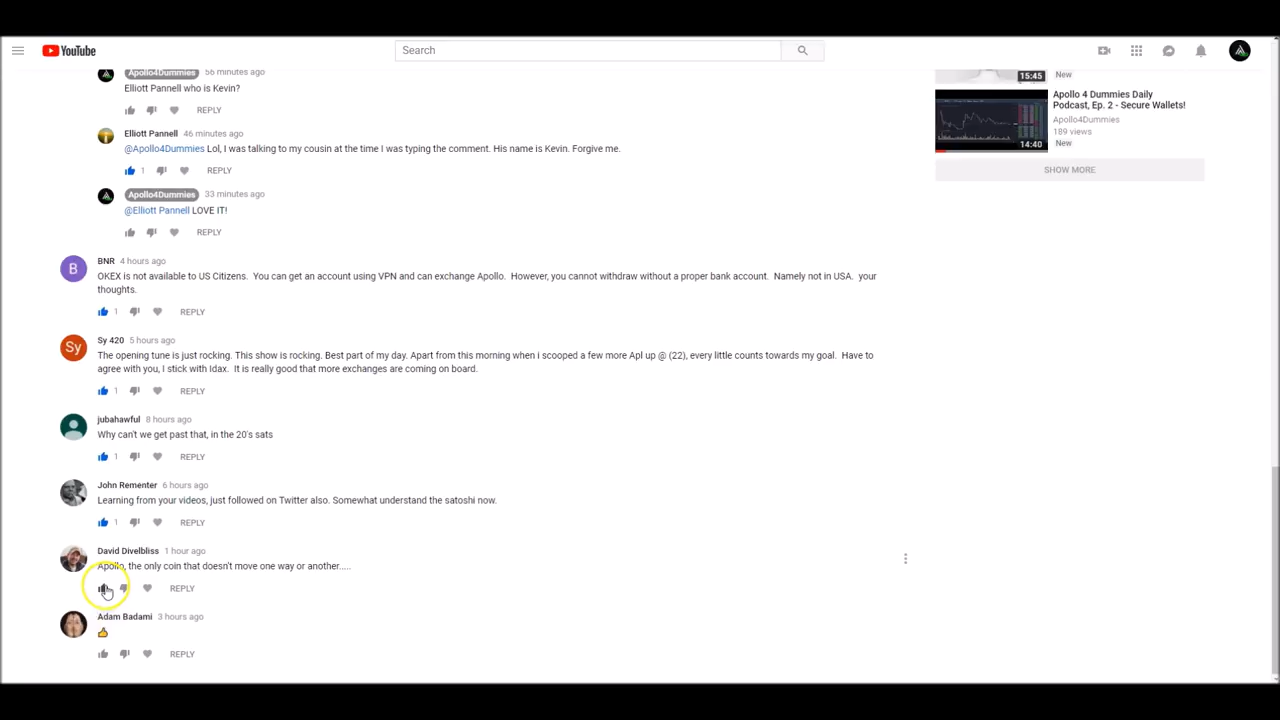 YouTube
Search
Apollo4Dummies 56 minutes ago
Elliott Pannell who is Kevin?
REPLY
Elliott Pannell 46 minutes ago
@Apollo4Dummies Lol, I was talking to my cousin at the time I was typing the comment. His name is Kevin. Forgive me.
1 REPLY
Apollo4Dummies 33 minutes ago
@Elliott Pannell LOVE IT!
REPLY
B
BNR 4 hours ago
OKEX is not available to US Citizens. You can get an account using VPN and can exchange Apollo. However, you cannot withdraw without a proper bank account. Namely not in USA. your
thoughts.
1 REPLY
Sy
Sy 420 5 hours ago
The opening tune is just rocking. This show is rocking. Best part of my day. Apart from this morning when i scooped a few more Apl up @ (22), every little counts towards my goal. Have to
agree with you, I stick with Idax. It is really good that more exchanges are coming on board.
1 REPLY
jubahawful 8 hours ago
Why can't we get past that, in the 20's sats
1 REPLY
John Rementer 6 hours ago
Learning from your videos, just followed on Twitter also. Somewhat understand the satoshi now.
1 REPLY
David Divelbliss 1 hour ago
Apollo, the only coin that doesn't move one way or another.....
REPLY
Adam Badami 3 hours ago
👍
REPLY
15:45
New
Apollo 4 Dummies Daily
Podcast, Ep. 2 - Secure Wallets!
Apollo4Dummies
189 views
New
14:40
SHOW MORE